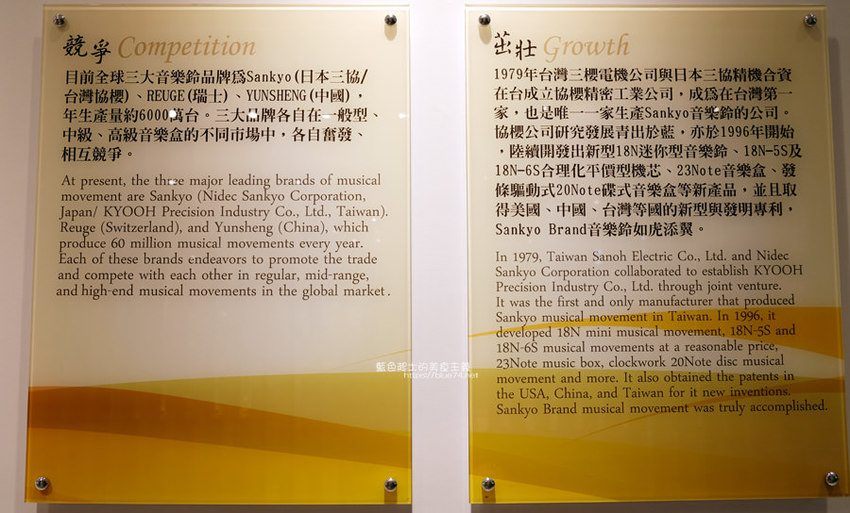 競爭 Competition
目前全球三大音樂鈴品牌爲Sankyo(日本三協/
台灣協櫻)、REUGE(瑞士)、YUNSHENG(中國)，
年生產量約6000萬台。三大品牌各自在一般型、
中級、高級音樂盒的不同市場中，各自奮發、
相互競爭。
At present, the three major leading brands of musical
movement are Sankyo (Nidec Sankyo Corporation,
Japan/ KYOOH Precision Industry Co., Ltd., Taiwan).
Reuge (Switzerland), and Yunsheng (China), which
produce 60 million musical movements every year.
Each of these brands endeavors to promote the trade
and compete with each other in regular, mid-range,
and high-end musical movements in the global market.
茁壯 Growth
1979年台灣三櫻電機公司與日本三協精機合資
在台成立協櫻精密工業公司，成爲在台灣第一
家，也是唯一一家生產Sankyo音樂鈴的公司。
協櫻公司研究發展青出於藍，亦於1996年開始
，陸續開發出新型18N迷你型音樂鈴、18N-5S及
18N-6S合理化平價型機芯、23Note音樂盒、發
條驅動式20Note碟式音樂盒等新產品，並且取
得美國、中國、台灣等國的新型與發明專利，
Sankyo Brand音樂鈴如虎添翼。
In 1979, Taiwan Sanoh Electric Co., Ltd. and Nidec
Sankyo Corporation collaborated to establish KYOOH
Precision Industry Co., Ltd. through joint venture.
It was the first and only manufacturer that produced
Sankyo musical movement in Taiwan. In 1996, it
developed 18N mini musical movement, 18N-5S and
18N-6S musical movements at a reasonable price,
23Note music box, clockwork 20Note disc musical
movement and more. It also obtained the patents in
the USA, China, and Taiwan for it new inventions.
Sankyo Brand musical movement was truly accomplished.
藍色起士的美食主義
https://blue74.net